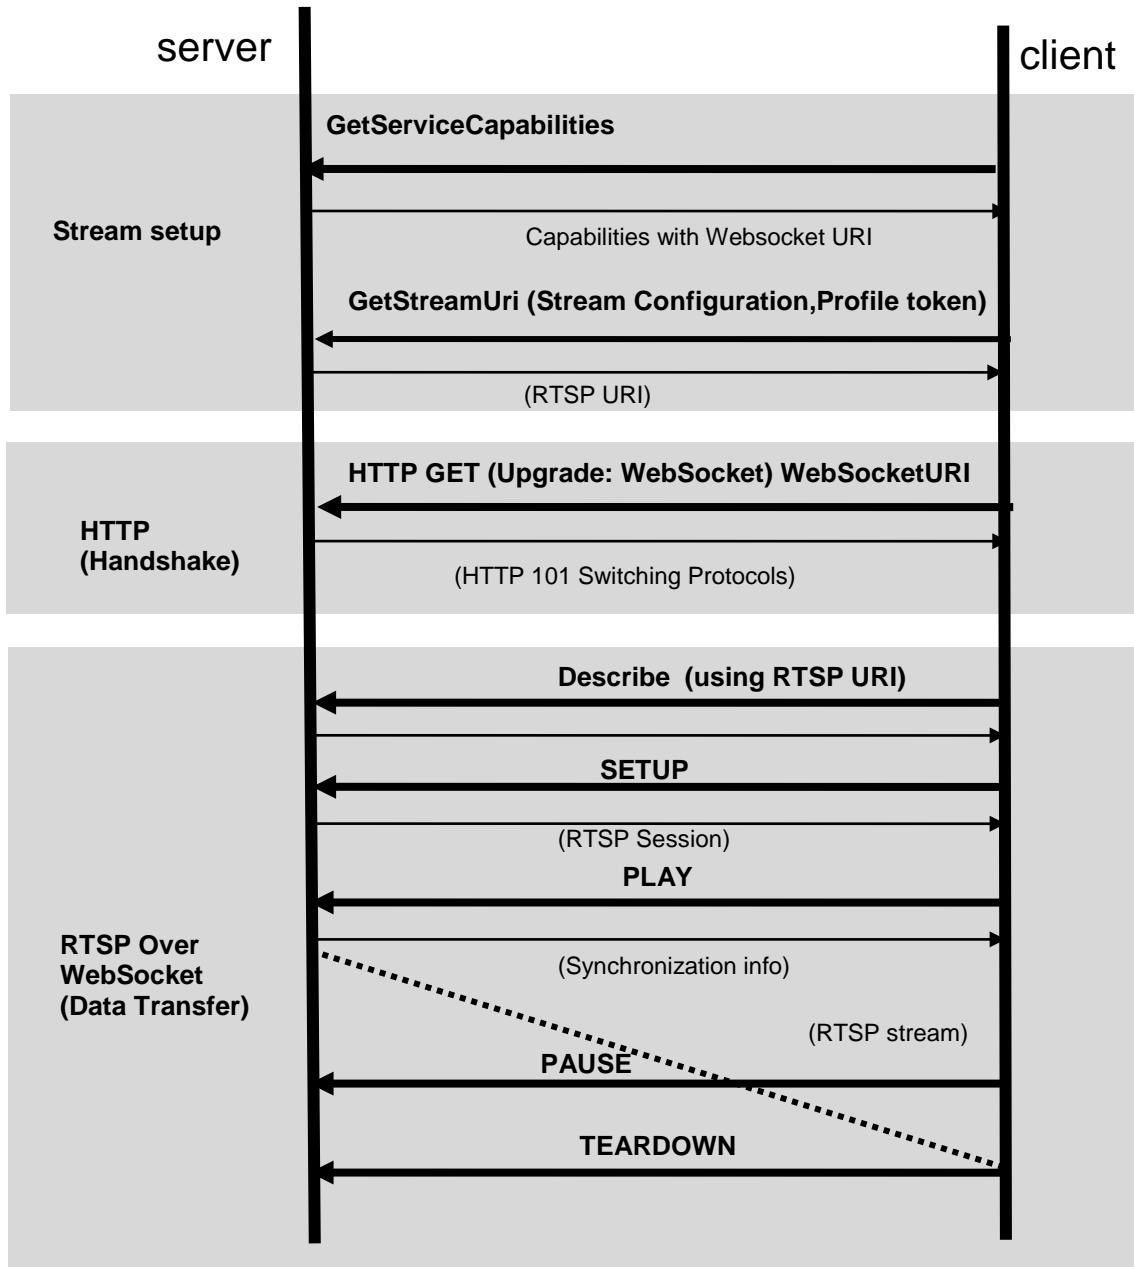 server
client
GetServiceCapabilities
Stream setup
Capabilities with Websocket URI
GetStreamUri (Stream Configuration,Profile token)
(RTSP URI)
HTTP GET (Upgrade: WebSocket) WebSocketURI
HTTP
(Handshake)
(HTTP 101 Switching Protocols)
Describe  (using RTSP URI)
SETUP
(RTSP Session)
PLAY
RTSP Over
WebSocket
(Data Transfer)
(Synchronization info)
(RTSP stream)
PAUSE
TEARDOWN